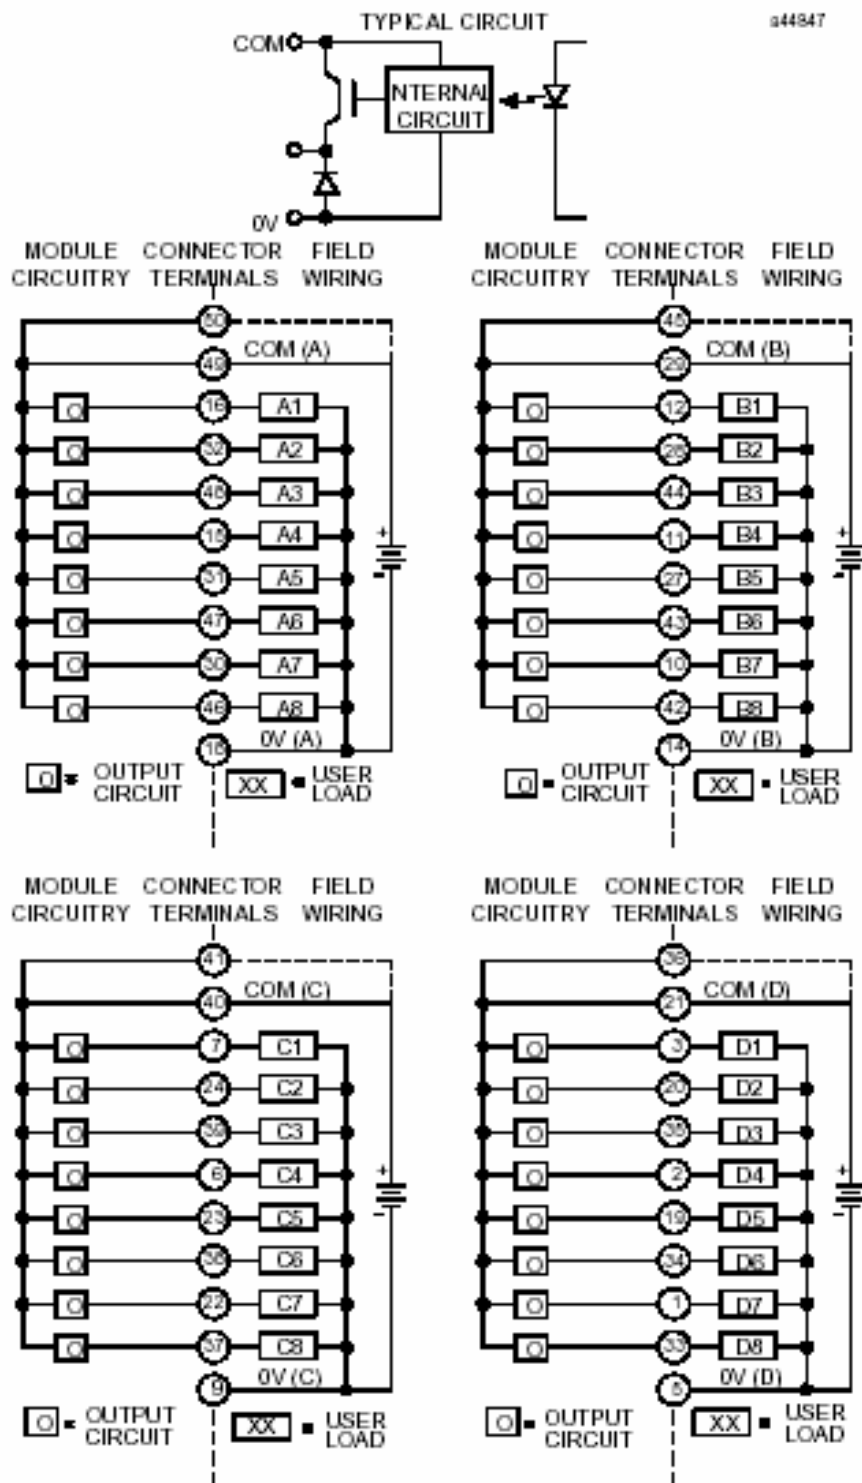 TYPICAL CIRCUIT
a44847
COM
NTERNAL
CIRCUIT
0V
MODULE CONNECTOR FIELD
CIRCUITRY TERMINALS WIRING
50
49 COM (A)
O 16 A1
O 32 A2
O 48 A3
O 15 A4
O 31 A5
O 47 A6
O 30 A7
O 46 A8
0V (A)
+
-
O = OUTPUT CIRCUIT
XX USER LOAD
MODULE CONNECTOR FIELD
CIRCUITRY TERMINALS WIRING
45
29 COM (B)
O 12 B1
O 28 B2
O 44 B3
O 11 B4
O 27 B5
O 43 B6
O 10 B7
O 42 B8
14 0V (B)
+
-
O = OUTPUT CIRCUIT
XX USER LOAD
MODULE CONNECTOR FIELD
CIRCUITRY TERMINALS WIRING
41
40 COM (C)
O 7 C1
O 24 C2
O 39 C3
O 6 C4
O 23 C5
O 38 C6
O 22 C7
O 37 C8
9 0V (C)
+
-
O = OUTPUT CIRCUIT
XX USER LOAD
MODULE CONNECTOR FIELD
CIRCUITRY TERMINALS WIRING
36
21 COM (D)
O 3 D1
O 20 D2
O 35 D3
O 2 D4
O 19 D5
O 34 D6
O 1 D7
O 33 D8
0V (D)
+
-
O = OUTPUT CIRCUIT
XX USER LOAD